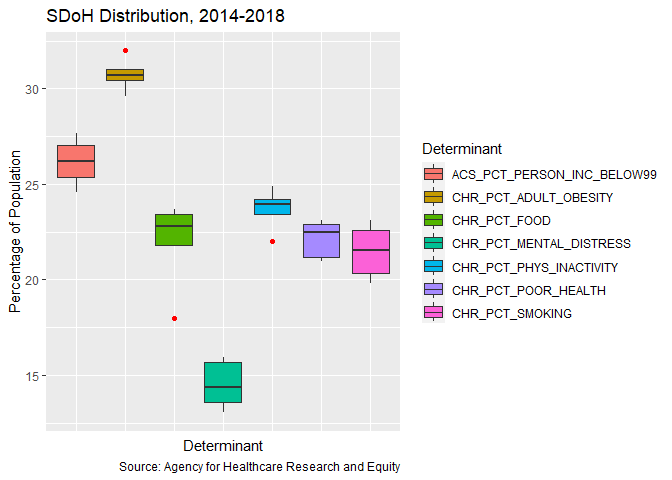 SDoH Distribution, 2014-2018
Percentage of Population
30
25
20
15
Determinant
Source: Agency for Healthcare Research and Equity
Determinant
ACS_PCT_PERSON_INC_BELOW99
CHR_PCT_ADULT_OBESITY
CHR_PCT_FOOD
CHR_PCT_MENTAL_DISTRESS
CHR_PCT_PHYS_INACTIVITY
CHR_PCT_POOR_HEALTH
CHR_PCT_SMOKING